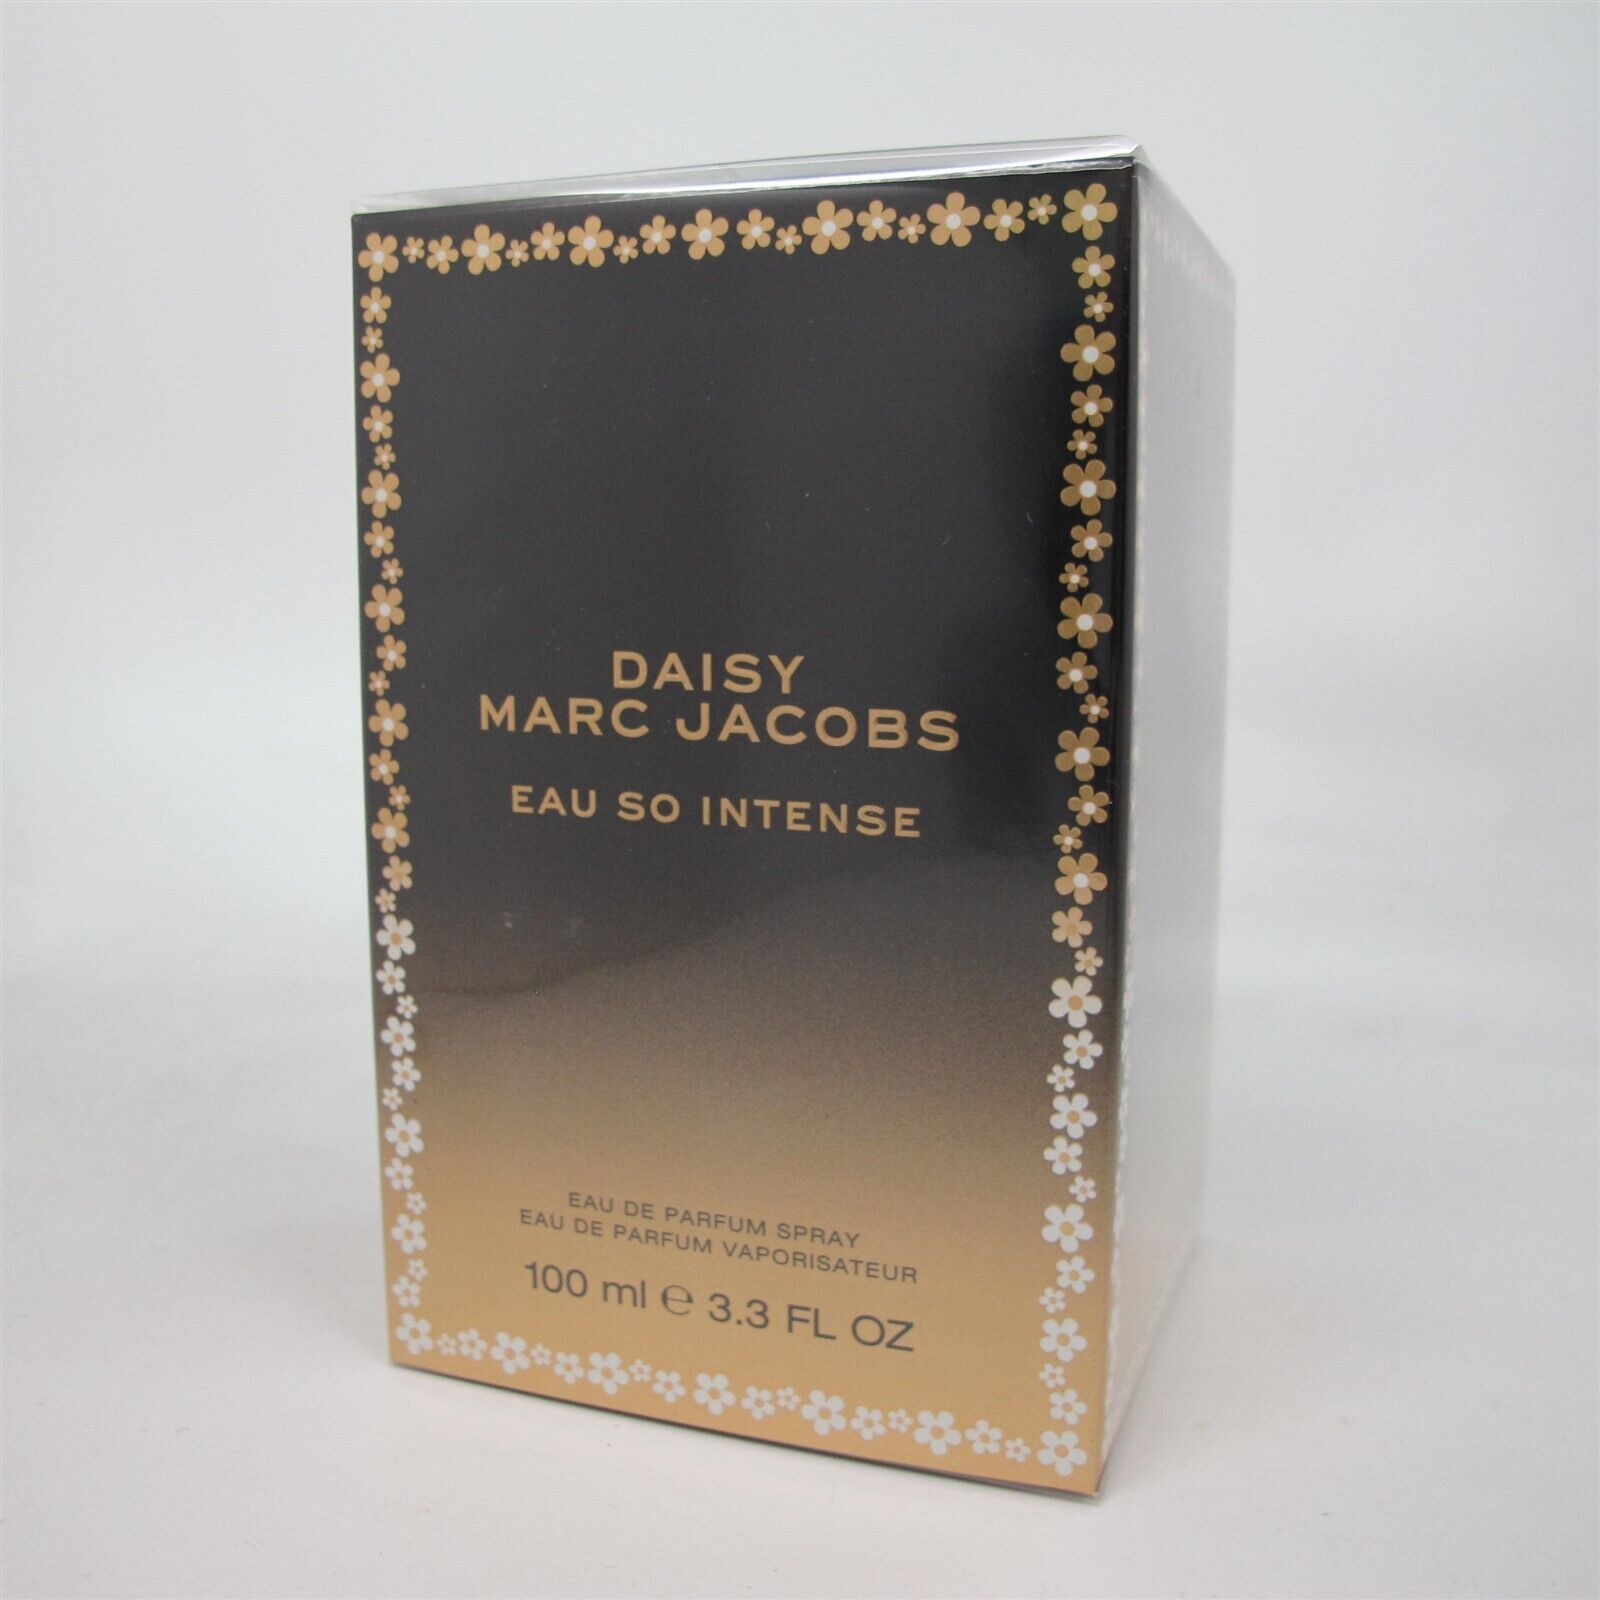 DAISY
MARC JACOBS
EAU SO INTENSE
EAU DE PARFUM SPRAY
EAU DE PARFUM VAPORISATEUR
100 ml ℮ 3.3 FL OZ